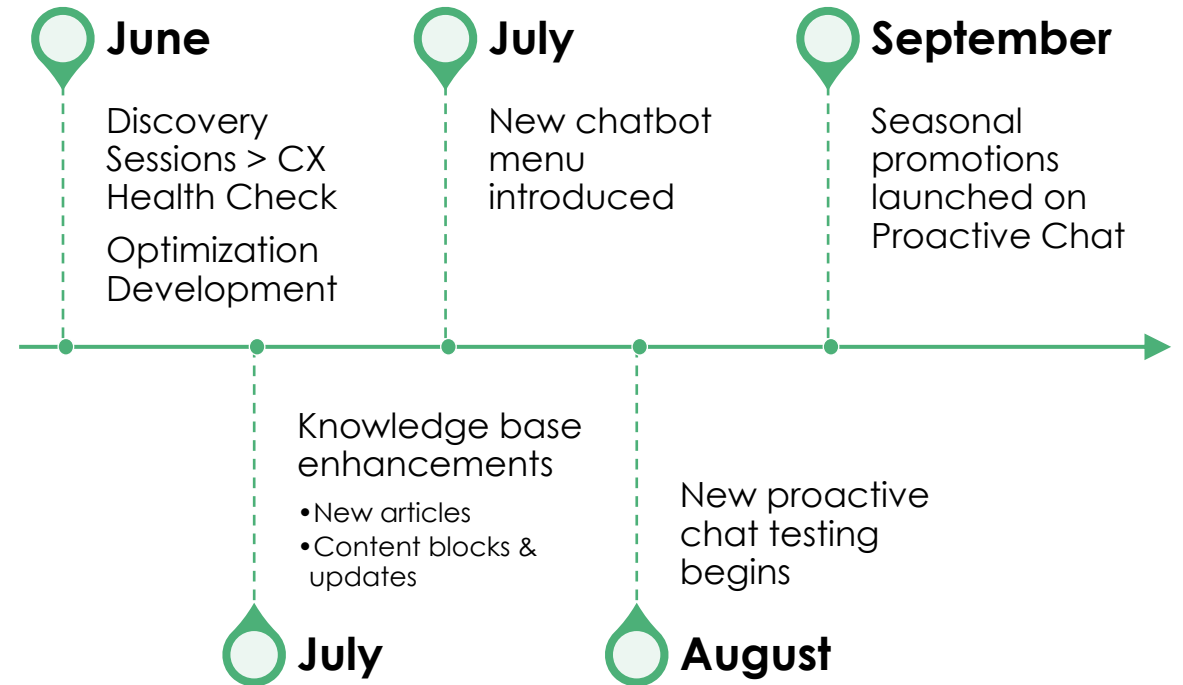 June
Discovery
Sessions > CX
Health Check
Optimization
Development
July
New chatbot
menu
introduced
September
Seasonal
promotions
launched on
Proactive Chat
Knowledge base
enhancements
•New articles
•Content blocks &
updates
July
New proactive
chat testing
begins
August